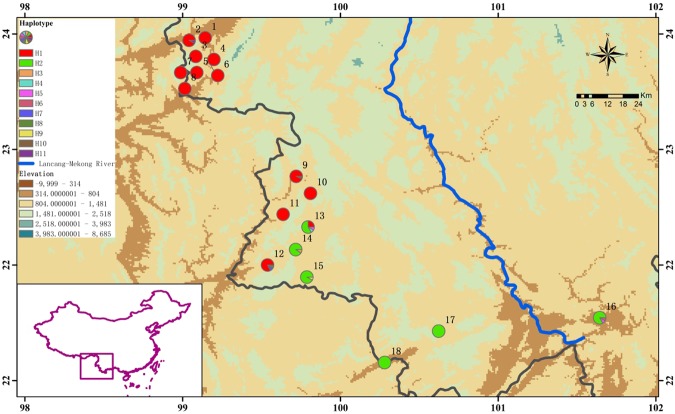 98 99 100 101 102
24
23
22
22
24
23
22
22
98 99 100 101 102
Haplotype
H1
H2
H3
H4
H5
H6
H7
H8
H9
H10
H11
Lancang-Mekong River
Elevation
-9,999 - 314
314.0000001 - 804
804.0000001 - 1,481
1,481.000001 - 2,518
2,518.000001 - 3,983
3,983.000001 - 8,685
1
2
3
4
5
6
7
8
9
10
11
12
13
14
15
16
17
18
Km
0 3 6 12 18 24